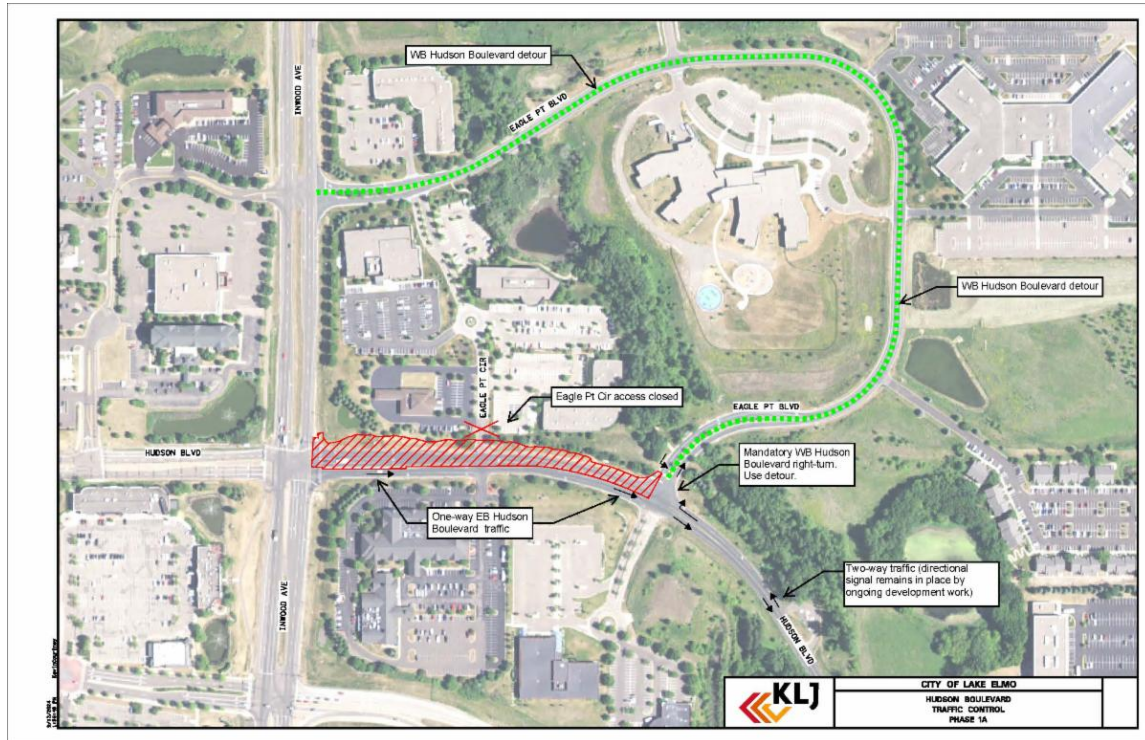 WB Hudson Boulevard detour
INWOOD AVE
EAGLE PT BLVD
WB Hudson Boulevard detour
EAGLE PT CIR
Eagle Pt Cir access closed
EAGLE PT BLVD
HUDSON BLVD
Mandatory WB Hudson
Boulevard right-turn.
Use detour.
One-way EB Hudson
Boulevard traffic
Two-way traffic (directional
signal remains in place by
ongoing development work)
INWOOD AVE
HUDSON BLVD
KLJ
CITY OF LAKE ELMO
HUDSON BOULEVARD
TRAFFIC CONTROL
PHASE 1A